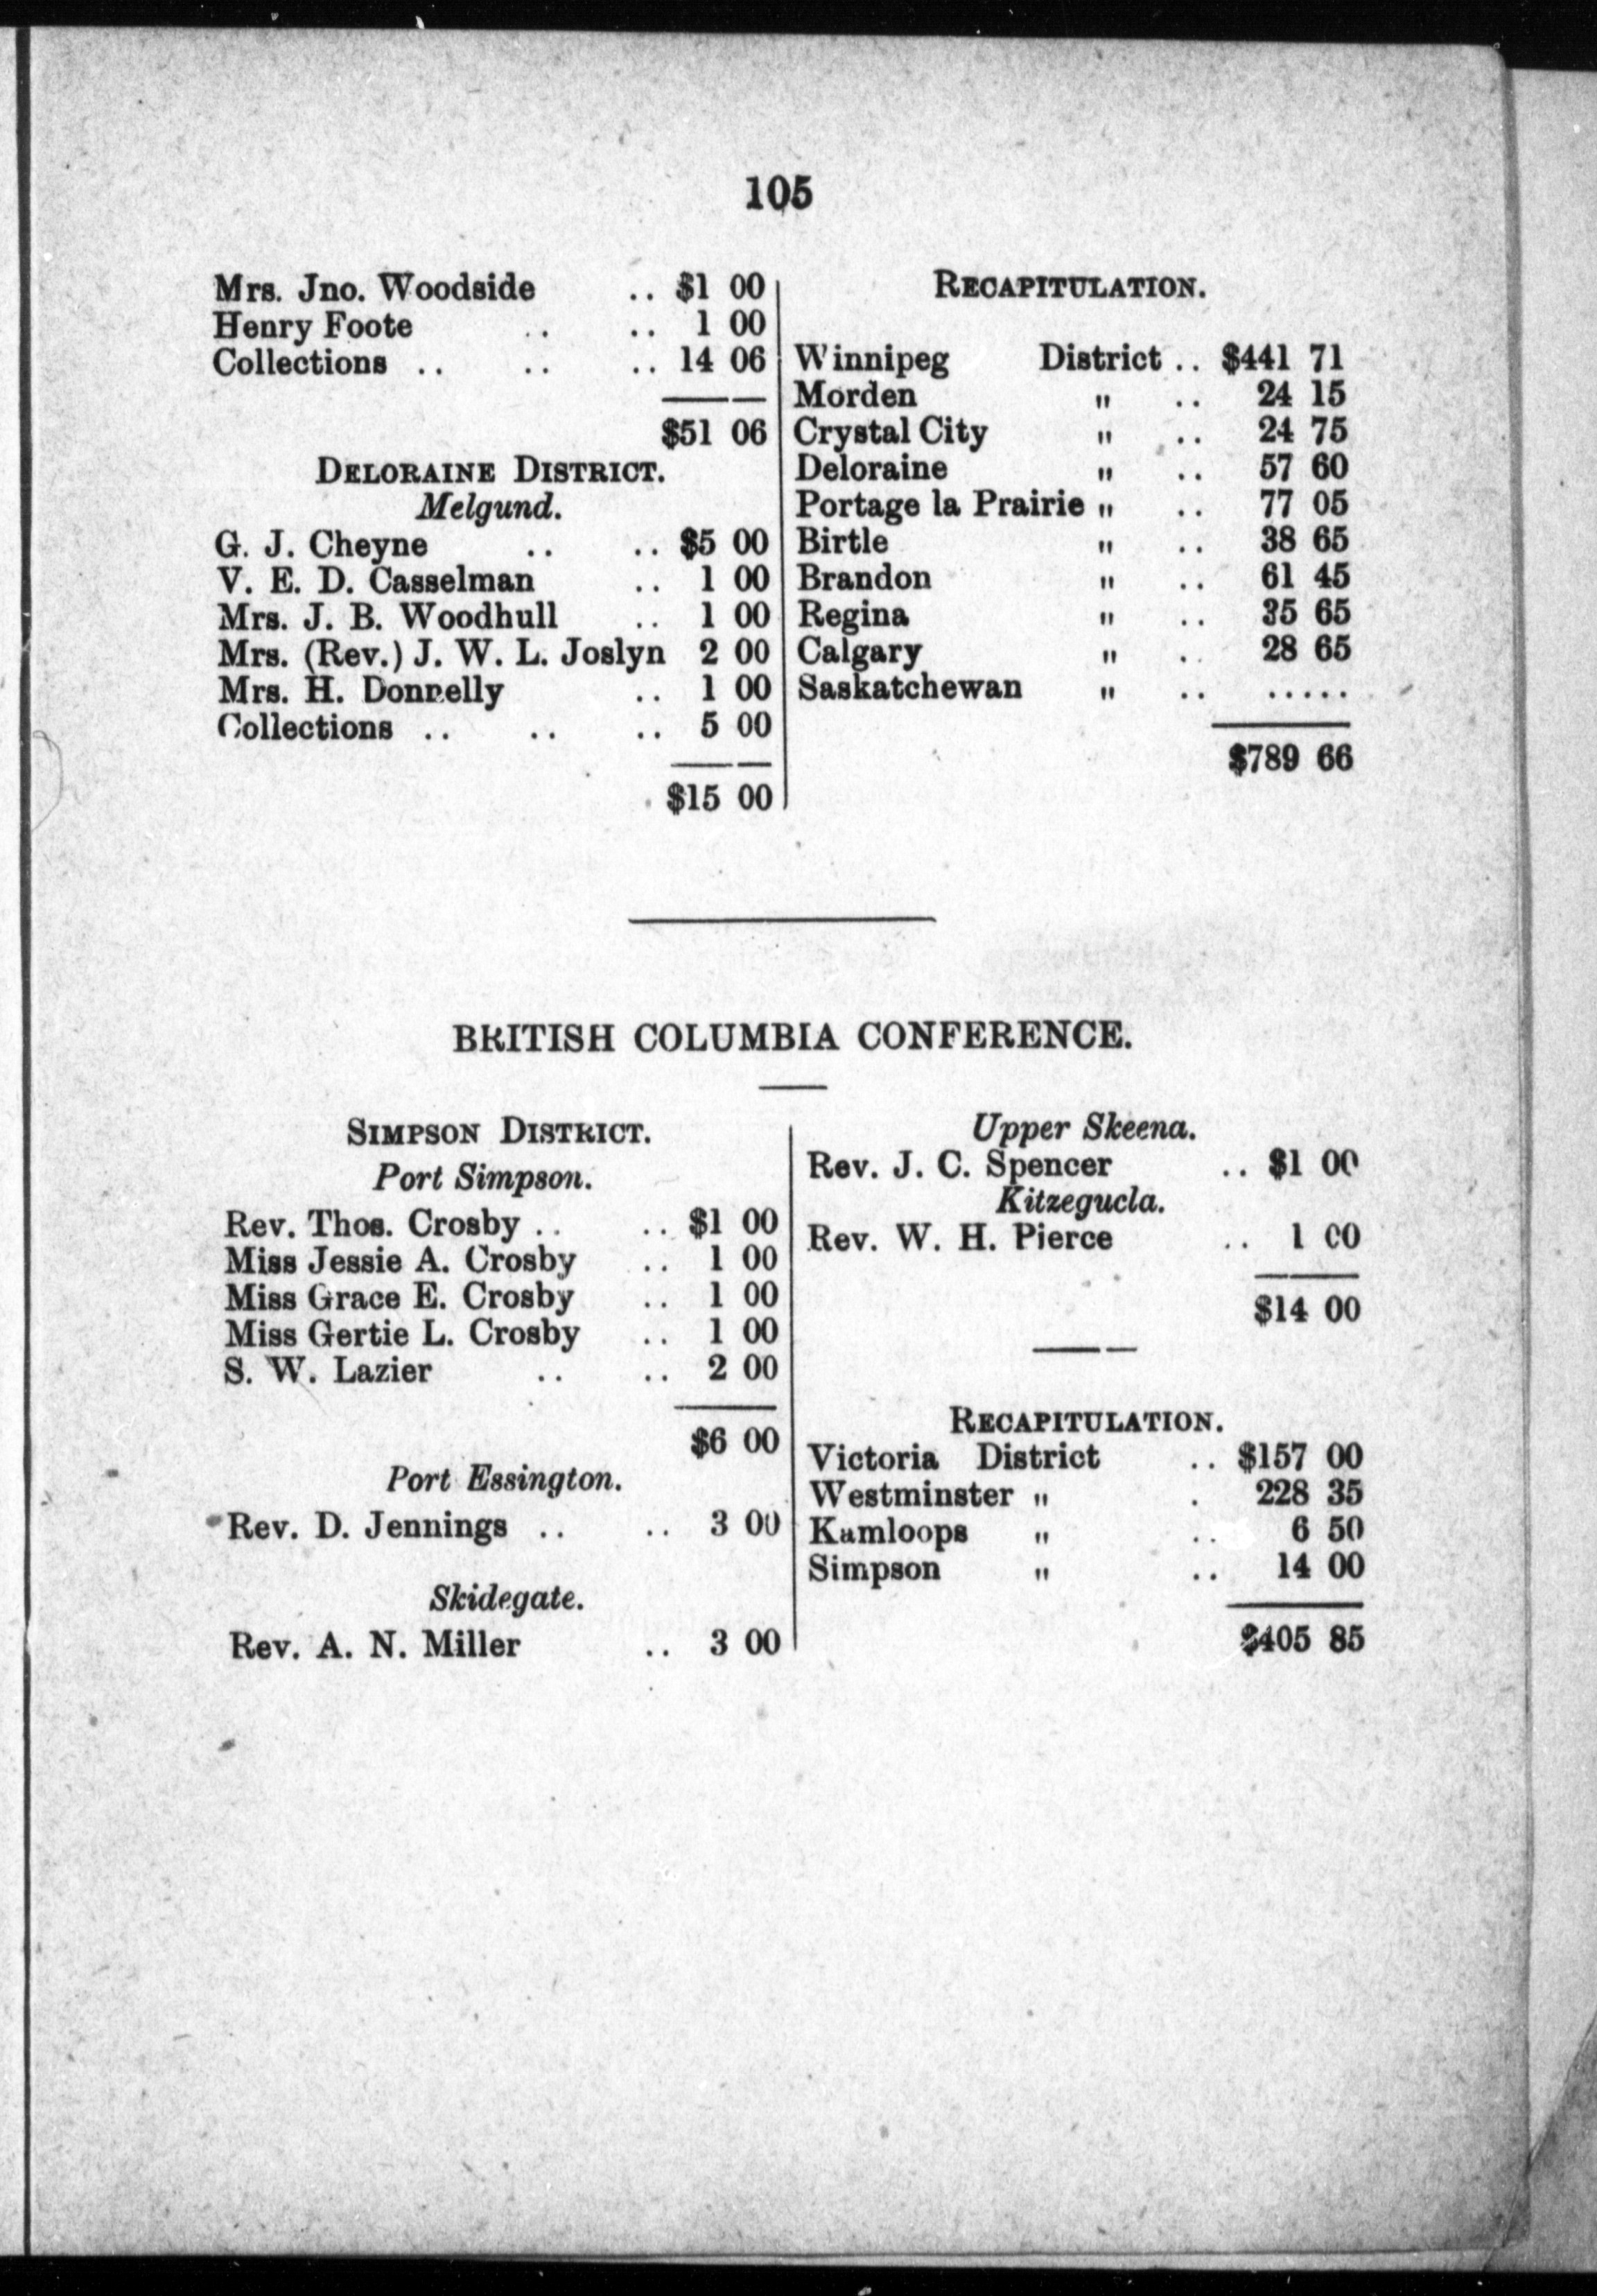 105
Mrs. Jno. Woodside .. $1 00
Henry Foote .. .. 1 00
Collections .. .. .. 14 06
$51 06
DELORAINE DISTRICT.
Melgund.
G. J. Cheyne .. .. $5 00
V. E. D. Casselman .. 1 00
Mrs. J. B. Woodhull .. 1 00
Mrs. (Rev.) J. W. L. Joslyn 2 00
Mrs. H. Donnelly .. 1 00
Collections .. .. .. 5 00
$15 00
RECAPITULATION.
Winnipeg District .. $441 71
Morden " .. 24 15
Crystal City " .. 24 75
Deloraine " .. 57 60
Portage la Prairie " .. 77 05
Birtle " .. 38 65
Brandon " .. 61 45
Regina " .. 35 65
Calgary " .. 28 65
Saskatchewan " .. .....
$789 66
BRITISH COLUMBIA CONFERENCE.
SIMPSON DISTRICT.
Port Simpson.
Rev. Thos. Crosby .. .. $1 00
Miss Jessie A. Crosby .. 1 00
Miss Grace E. Crosby .. 1 00
Miss Gertie L. Crosby .. 1 00
S. W. Lazier .. .. 2 00
$6 00
Port Essington.
Rev. D. Jennings .. .. 3 00
Skidegate.
Rev. A. N. Miller .. 3 00
Upper Skeena.
Rev. J. C. Spencer .. $1 00
Kitzegucla.
Rev. W. H. Pierce .. 1 00
$14 00
RECAPITULATION.
Victoria District .. $157 00
Westminster " . 228 35
Kamloops " .. 6 50
Simpson " .. 14 00
$405 85